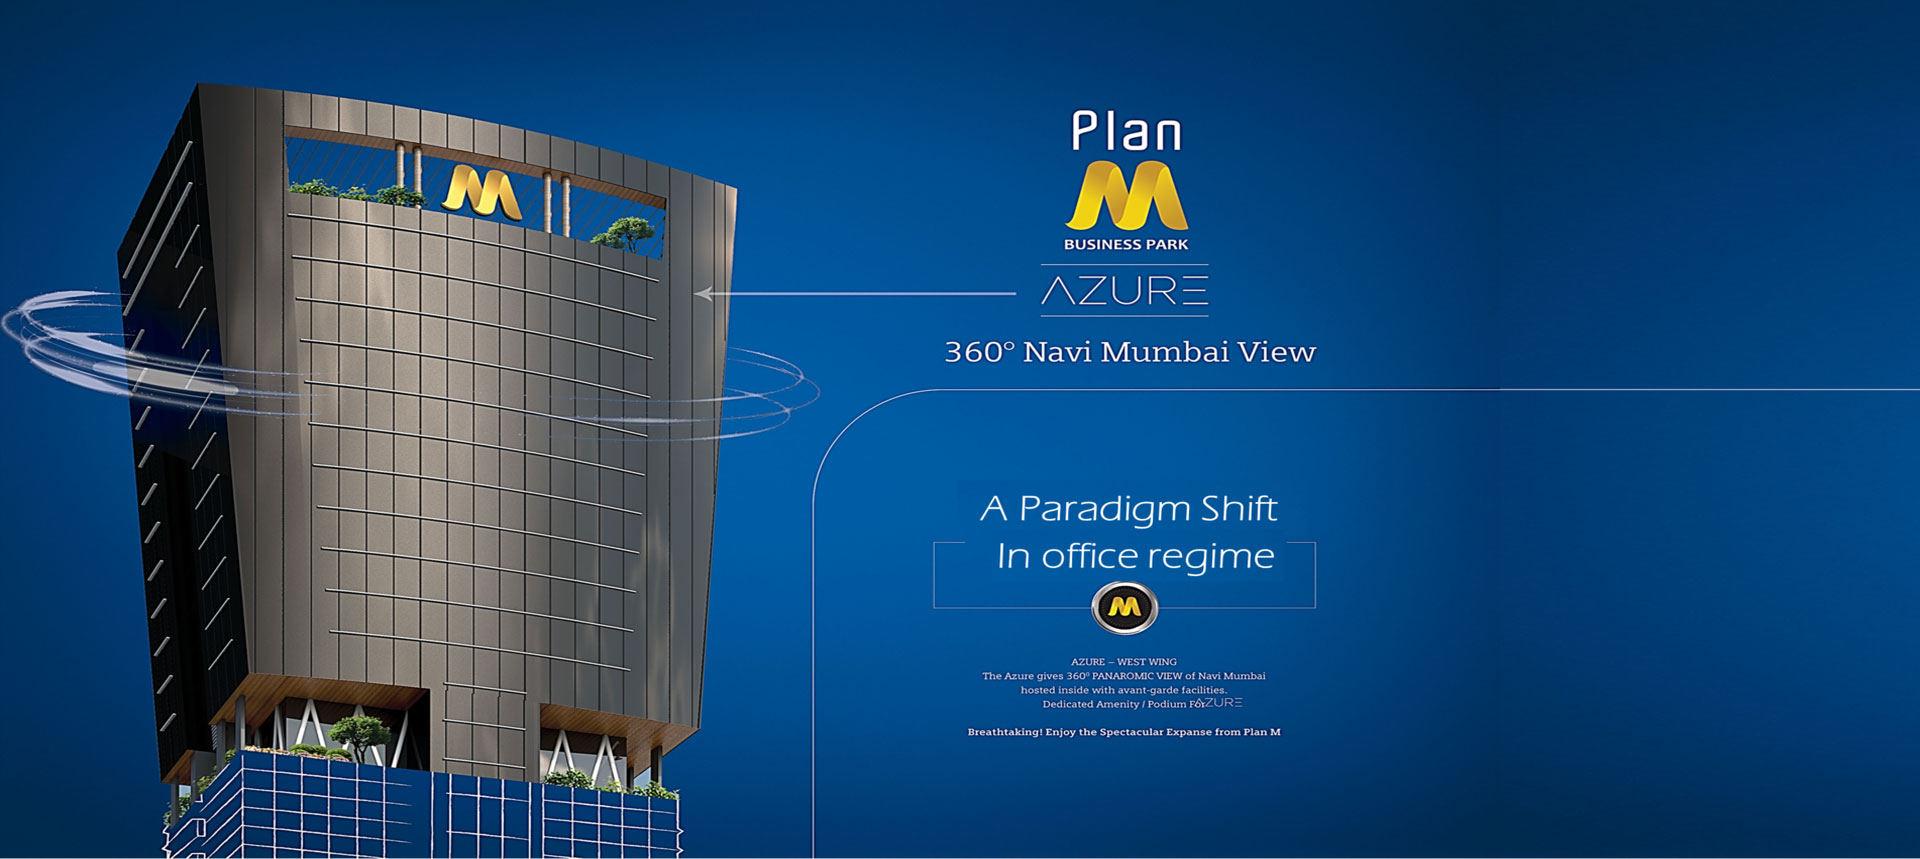 M
Plan
M
BUSINESS PARK
AZURE
360° Navi Mumbai View
A Paradigm Shift
In office regime
M
AZURE – WEST WING
The Azure gives 360° PANAROMIC VIEW of Navi Mumbai
hosted inside with avant-garde facilities.
Dedicated Amenity / Podium For AZURE
Breathtaking! Enjoy the Spectacular Expanse from Plan M